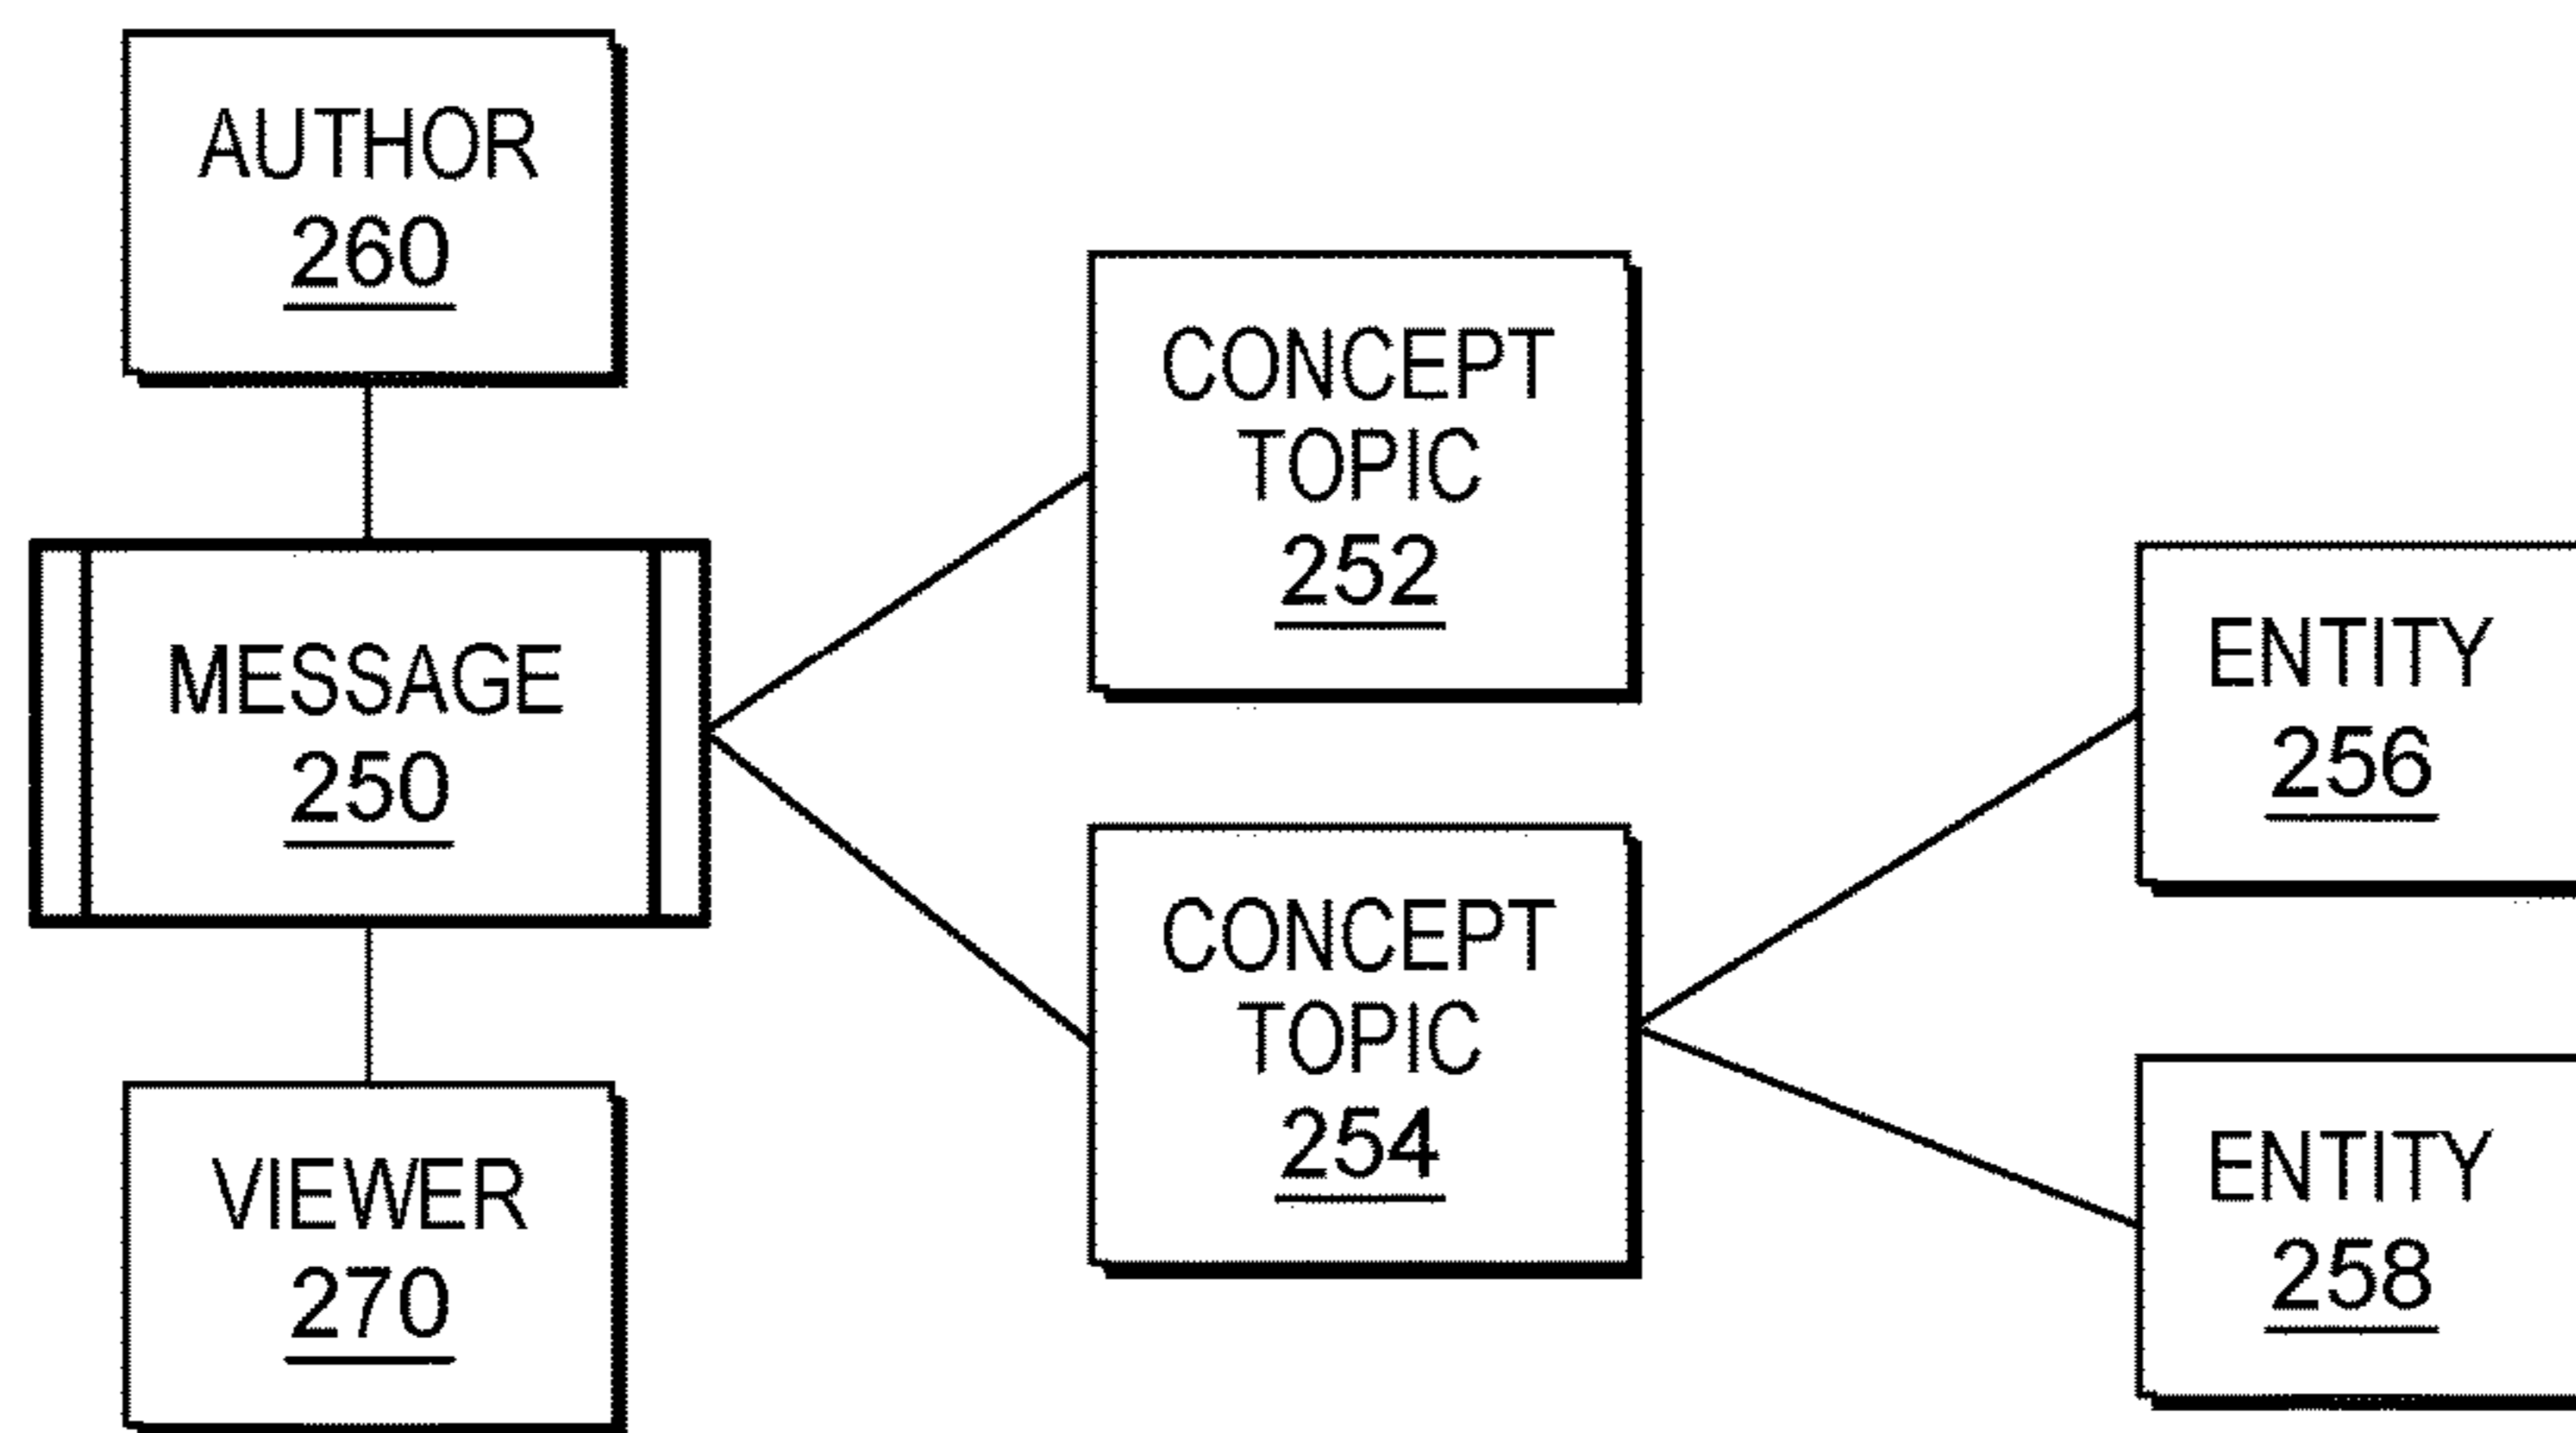 AUTHOR
260
MESSAGE
250
VIEWER
270
CONCEPT
TOPIC
252
CONCEPT
TOPIC
254
ENTITY
256
ENTITY
258